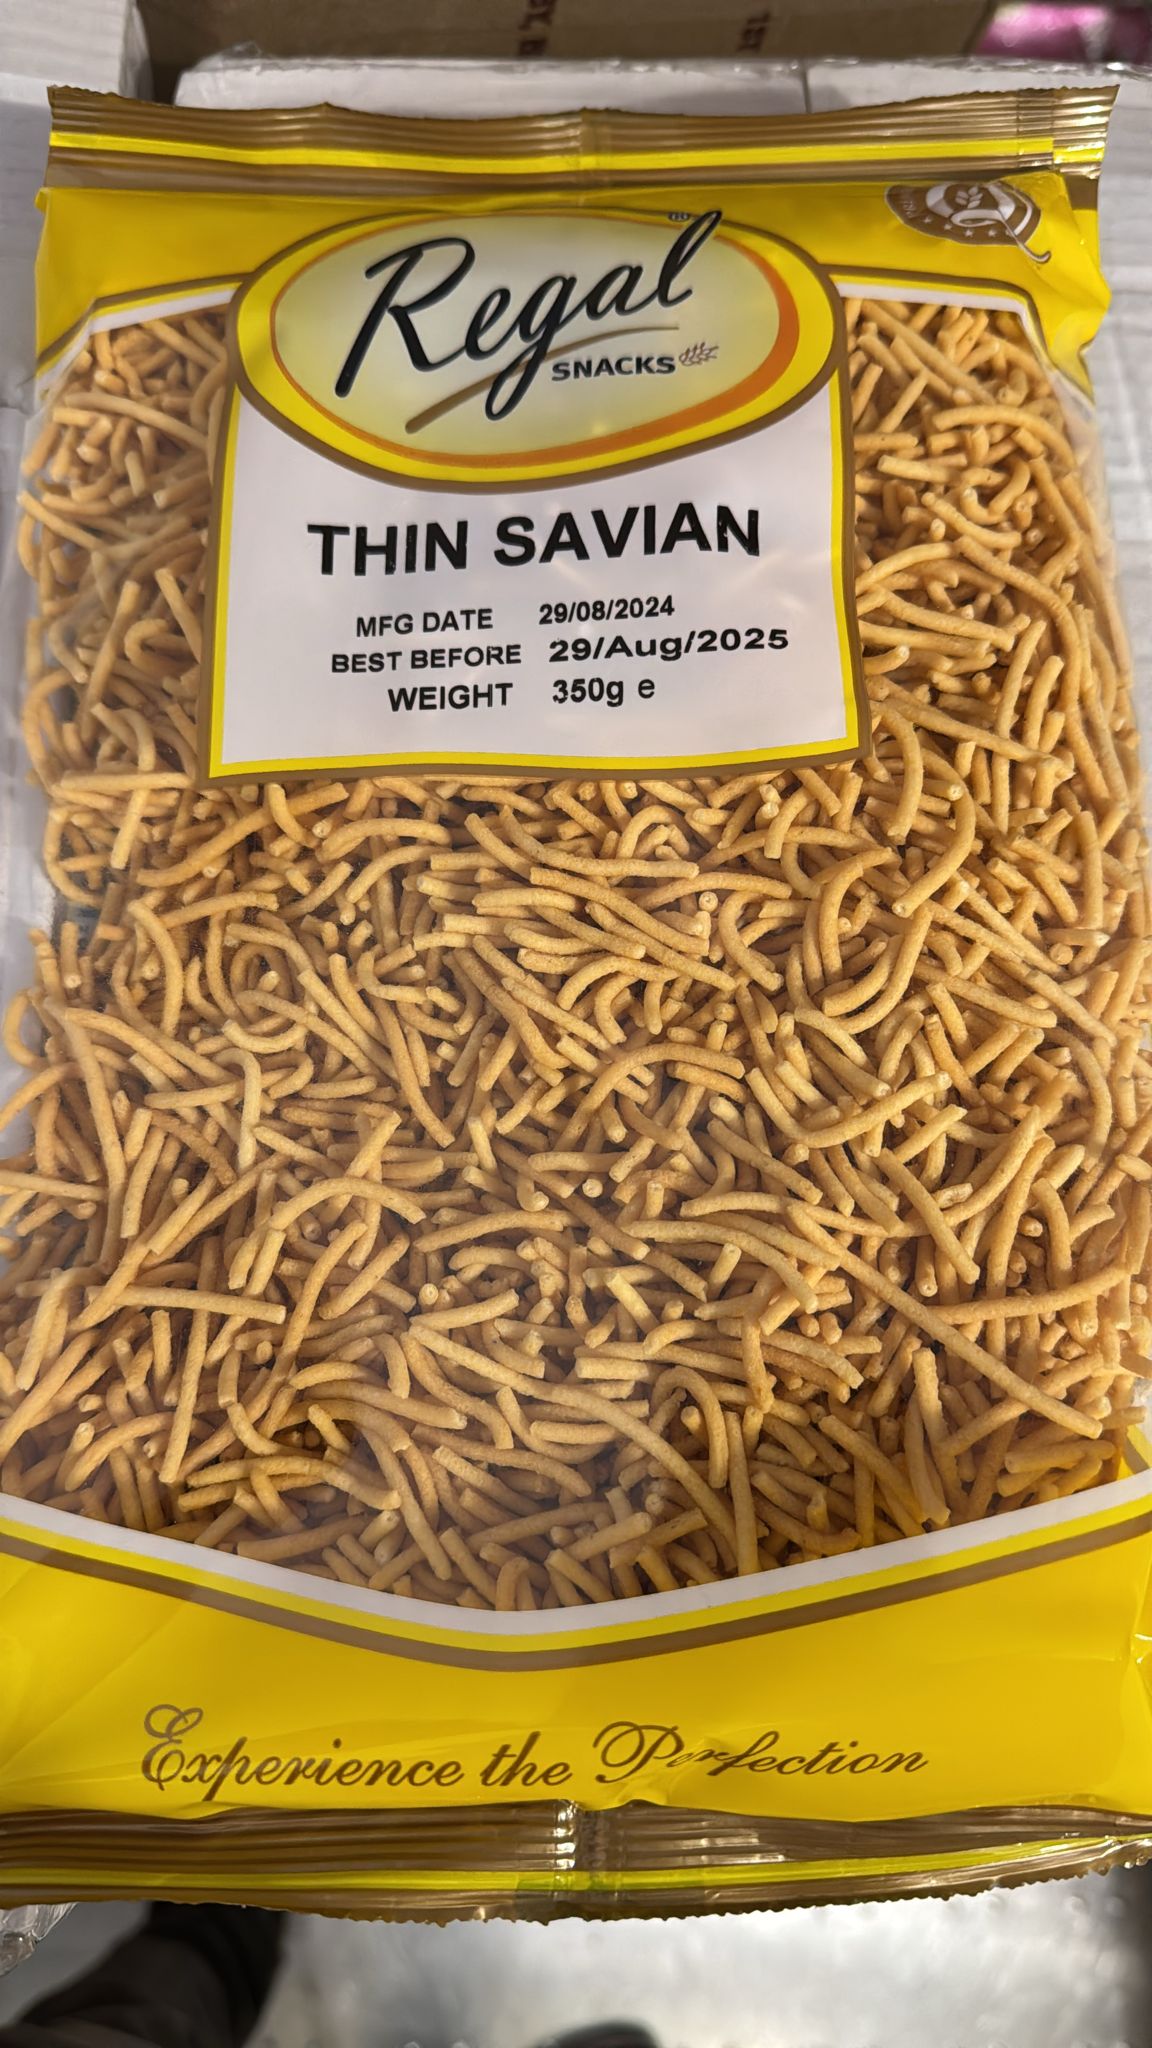 Regal®
SNACKS
THIN SAVIAN
MFG DATE 29/08/2024
BEST BEFORE 29/Aug/2025
WEIGHT 350g e
Experience the Perfection